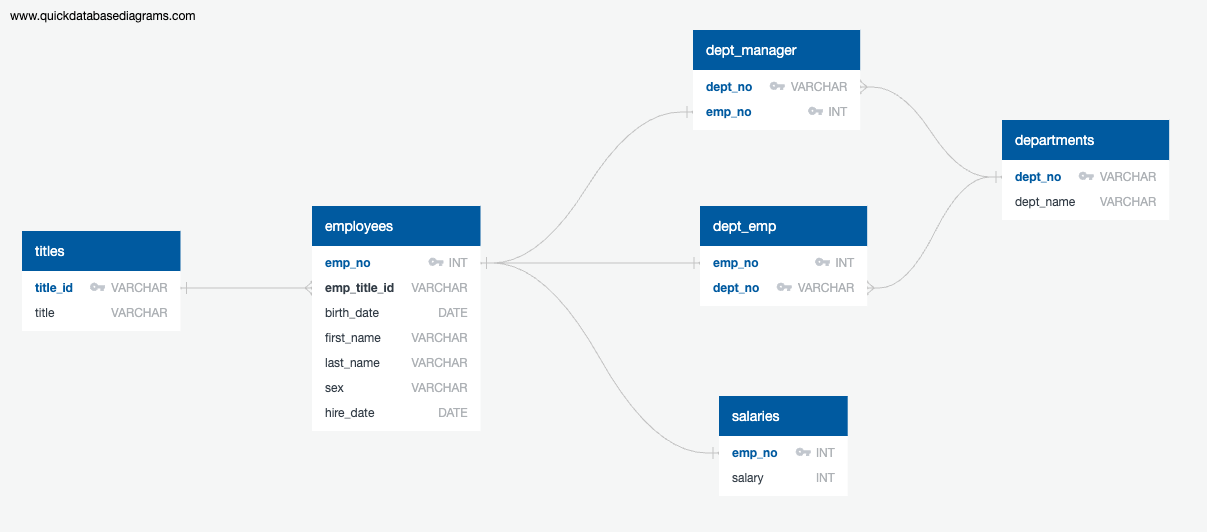 www.quickdatabasediagrams.com
titles
title_id VARCHAR
title VARCHAR
employees
emp_no INT
emp_title_id VARCHAR
birth_date DATE
first_name VARCHAR
last_name VARCHAR
sex VARCHAR
hire_date DATE
dept_manager
dept_no VARCHAR
emp_no INT
dept_emp
emp_no INT
dept_no VARCHAR
salaries
emp_no INT
salary INT
departments
dept_no VARCHAR
dept_name VARCHAR